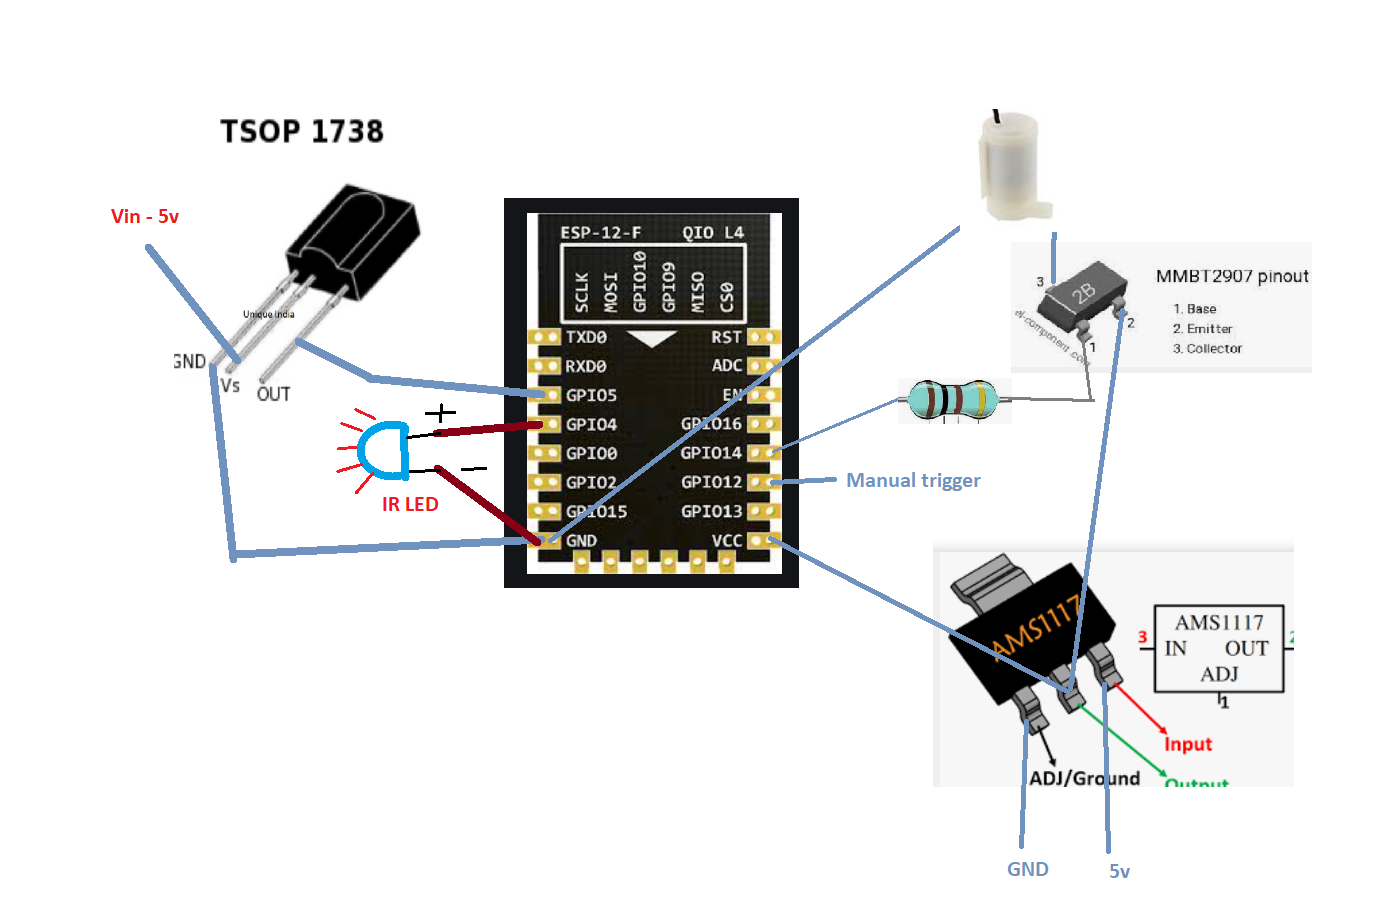 TSOP 1738
Vin - 5v
Unique India
GND
Vs
OUT
+
IR LED
ESP-12-F QIO L4
SCLK
MOSI
GPIO10
GPIO9
MISO
CS0
TXD0 RST
RXD0 ADC
GPIO5 EN
GPIO4 GPIO16
GPIO0 GPIO14
GPIO2 GPIO12
GPIO15 GPIO13
GND VCC
Manual trigger
3
2B
2
1
el-component.com
MMBT2907 pinout
1. Base
2. Emitter
3. Collector
AMS1117
AMS1117
3 IN OUT 2
ADJ
1
Input
Output
ADJ/Ground
GND
5v